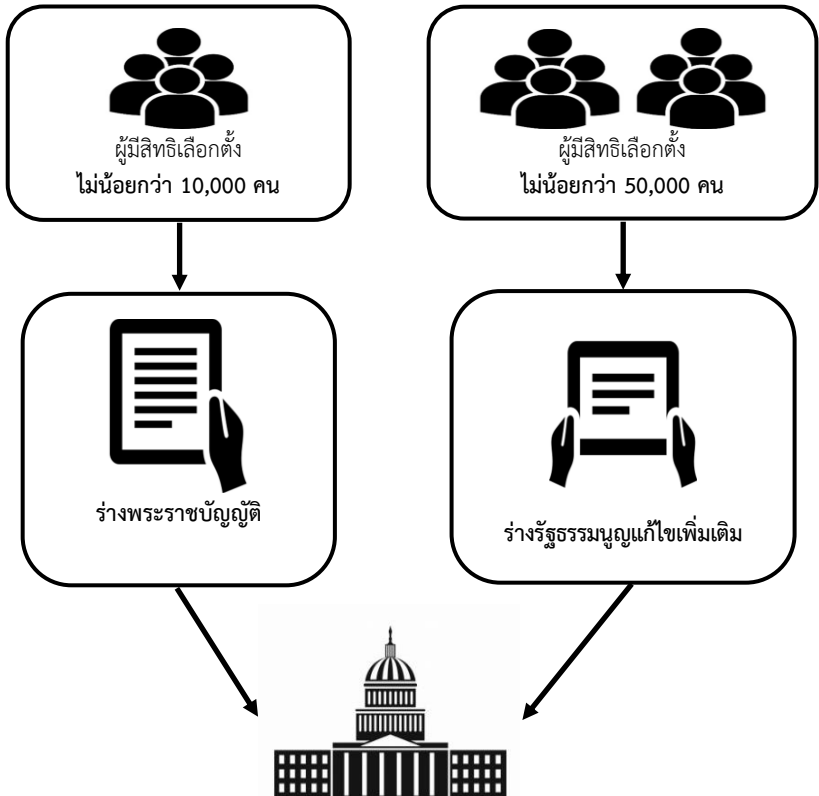 ผู้มีสิทธิเลือกตั้ง
ไม่น้อยกว่า 10,000 คน
ผู้มีสิทธิเลือกตั้ง
ไม่น้อยกว่า 50,000 คน
ร่างพระราชบัญญัติ
ร่างรัฐธรรมนูญแก้ไขเพิ่มเติม